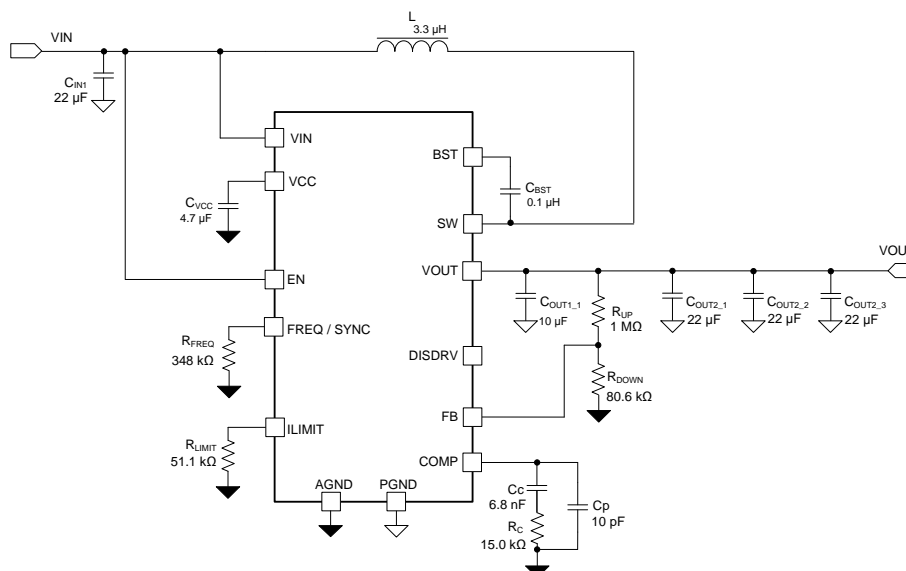 L
3.3 µH
VIN
CIN1
22 µF
VIN
BST
VCC
CBST
0.1 µH
CVCC
4.7 µF
SW
VOUT
VOU
EN
COUT1_1
10 µF
RUP
1 MΩ
COUT2_1
22 µF
COUT2_2
22 µF
COUT2_3
22 µF
FREQ / SYNC
RFREQ
348 kΩ
DISDRV
RDOWN
80.6 kΩ
FB
ILIMIT
RLIMIT
51.1 kΩ
COMP
AGND
PGND
Cc
6.8 nF
Cp
10 pF
RC
15.0 kΩ